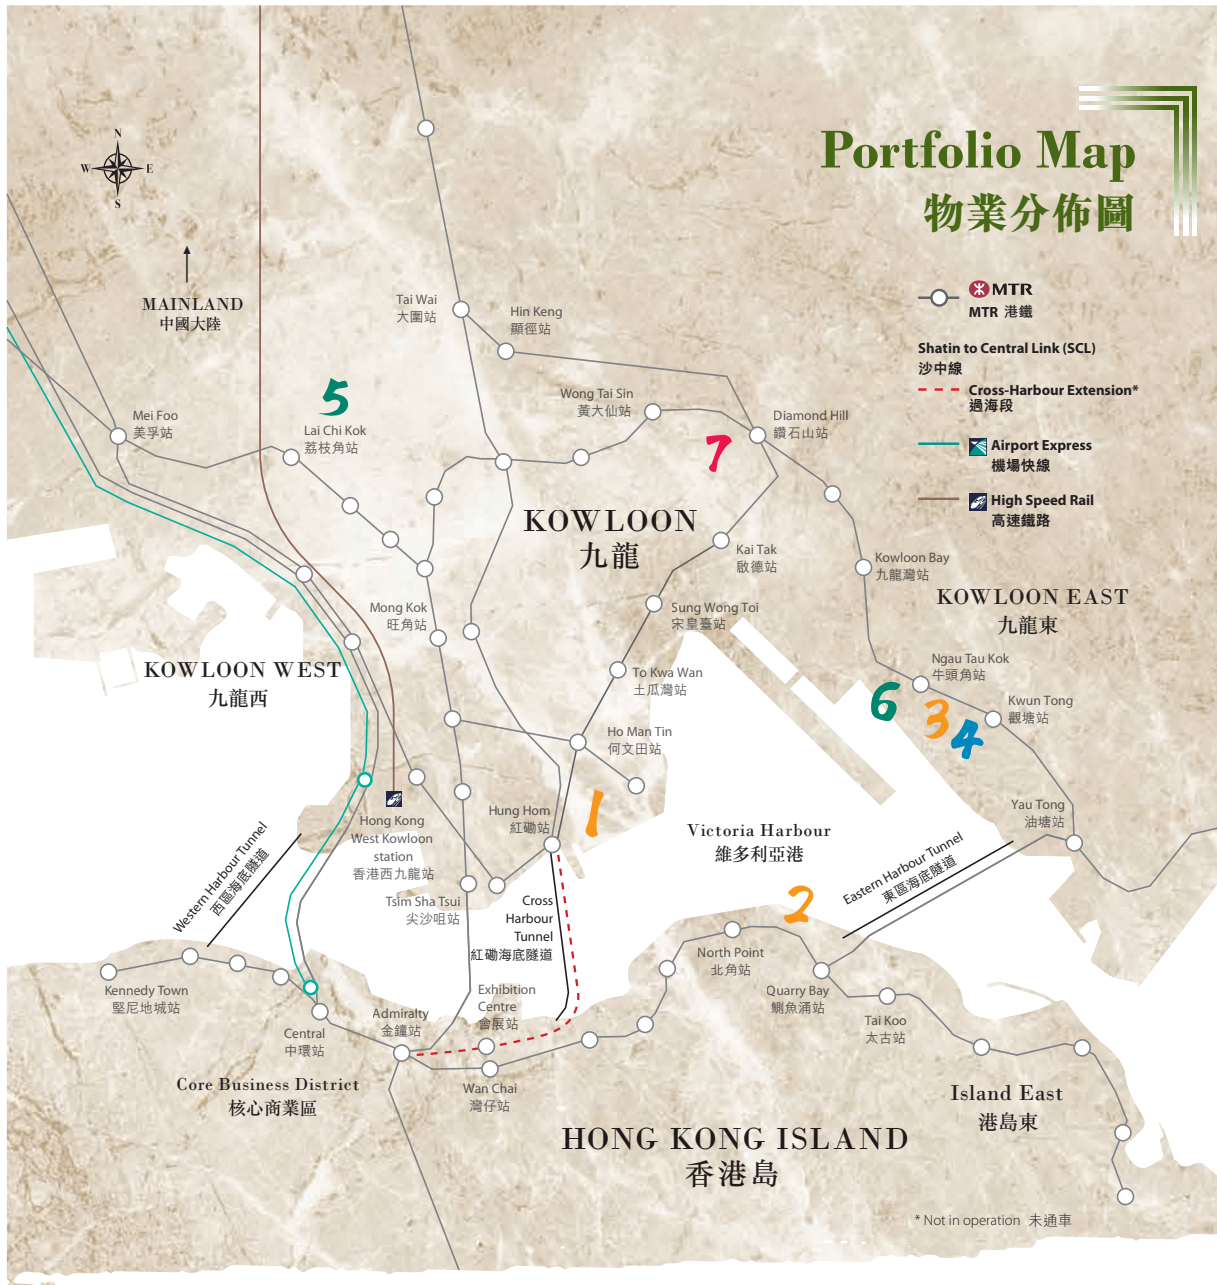 Portfolio Map
物業分佈圖
N
W
E
S
MAINLAND
中國大陸
MTR
MTR 港鐵
Shatin to Central Link (SCL)
沙中線
Cross-Harbour Extension*
過海段
Airport Express
機場快線
High Speed Rail
高速鐵路
Tai Wai
大圍站
Hin Keng
顯徑站
5
Mei Foo
美孚站
Lai Chi Kok
荔枝角站
Wong Tai Sin
黃大仙站
7
Diamond Hill
鑽石山站
KOWLOON
九龍
Kai Tak
啟德站
Kowloon Bay
九龍灣站
KOWLOON EAST
九龍東
Mong Kok
旺角站
Sung Wong Toi
宋皇臺站
KOWLOON WEST
九龍西
To Kwa Wan
土瓜灣站
Ngau Tau Kok
牛頭角站
6
3
4
Kwun Tong
觀塘站
Ho Man Tin
何文田站
1
Hung Hom
紅磡站
Hong Kong
West Kowloon
station
香港西九龍站
Yau Tong
油塘站
Victoria Harbour
維多利亞港
Western Harbour Tunnel
西區海底隧道
Eastern Harbour Tunnel
東區海底隧道
Tsim Sha Tsui
尖沙咀站
Cross
Harbour
Tunnel
紅磡海底隧道
2
North Point
北角站
Kennedy Town
堅尼地城站
Exhibition
Centre
會展站
Quarry Bay
鰂魚涌站
Admiralty
金鐘站
Central
中環站
Tai Koo
太古站
Core Business District
核心商業區
Wan Chai
灣仔站
Island East
港島東
HONG KONG ISLAND
香港島
* Not in operation 未通車